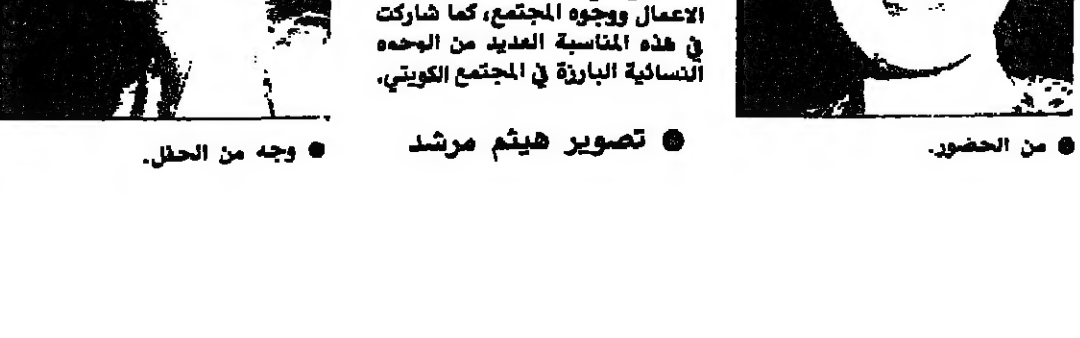 الاعمال ووجوه المجتمع، كما شاركت
في هذه المناسبة العديد من الوجوه
النسائية البارزة في المجتمع الكويتي.
● من الحضور.
● تصوير هيثم مرشد
● وجه من الحفل.